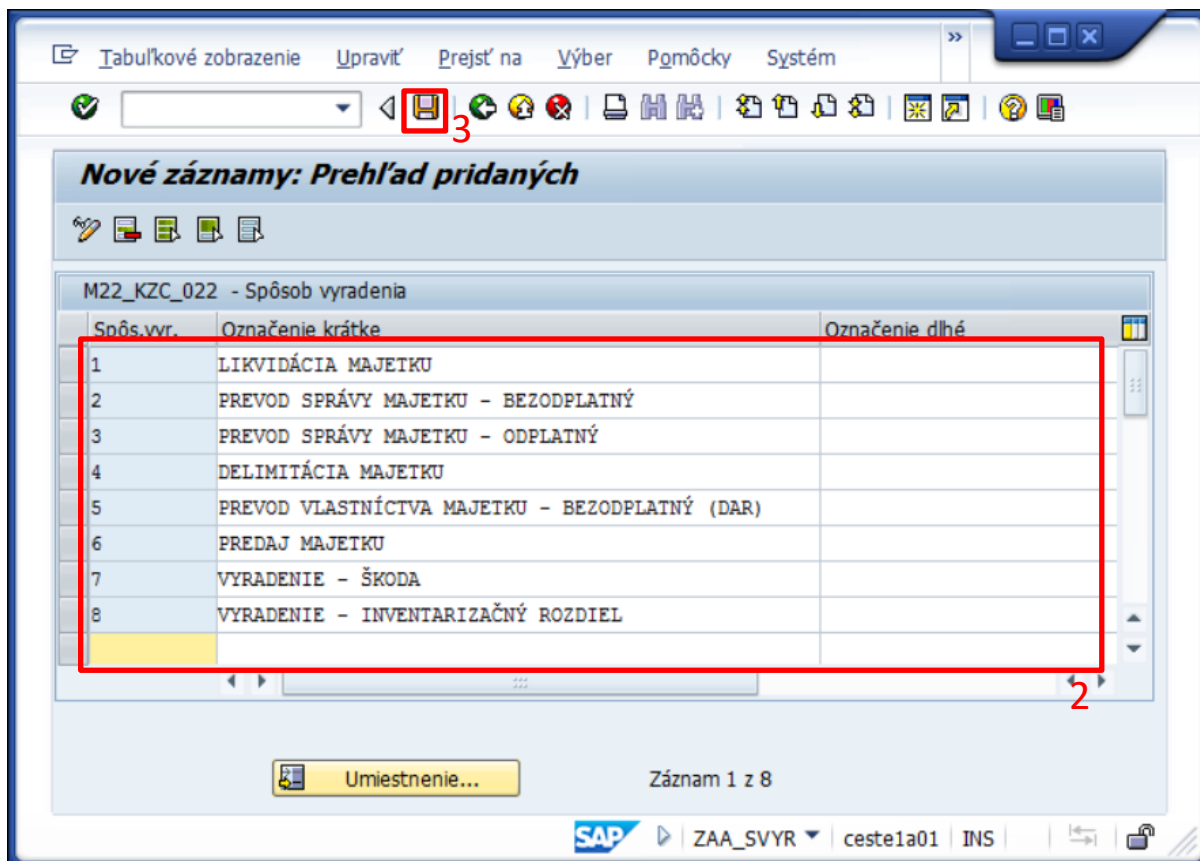 Tabuľkové zobrazenie Upraviť Prejsť na Výber Pomôcky Systém »
3
Nové záznamy: Prehľad pridaných
M22_KZC_022 - Spôsob vyradenia
Spôs.vyr. Označenie krátke Označenie dlhé
1 LIKVIDÁCIA MAJETKU
2 PREVOD SPRÁVY MAJETKU - BEZODPLATNÝ
3 PREVOD SPRÁVY MAJETKU - ODPLATNÝ
4 DELIMITÁCIA MAJETKU
5 PREVOD VLASTNÍCTVA MAJETKU - BEZODPLATNÝ (DAR)
6 PREDAJ MAJETKU
7 VYRADENIE - ŠKODA
8 VYRADENIE - INVENTARIZAČNÝ ROZDIEL
2
Umiestnenie... Záznam 1 z 8
SAP ZAA_SVYR ceste1a01 INS